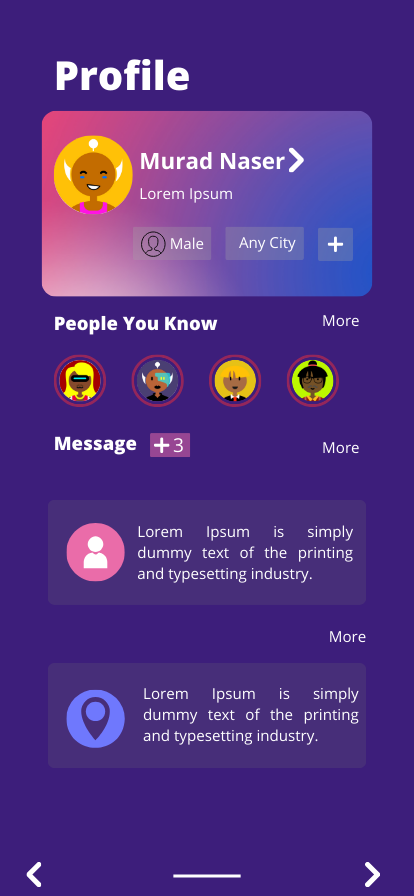 Profile
Murad Naser
Lorem Ipsum
Male
Any City
People You Know
More
Message
+3
More
Lorem Ipsum is simply
dummy text of the printing
and typesetting industry.
More
Lorem Ipsum is simply
dummy text of the printing
and typesetting industry.